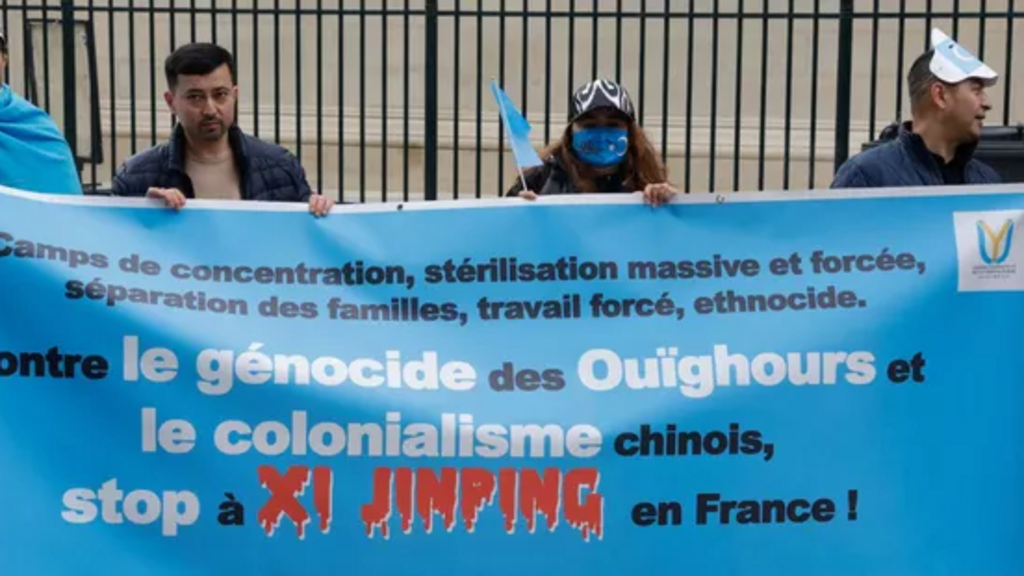 Camps de concentration, stérilisation massive et forcée,
séparation des familles, travail forcé, ethnocide.
ontre le génocide des Ouïghours et
le colonialisme chinois,
stop à XI JINPING en France !